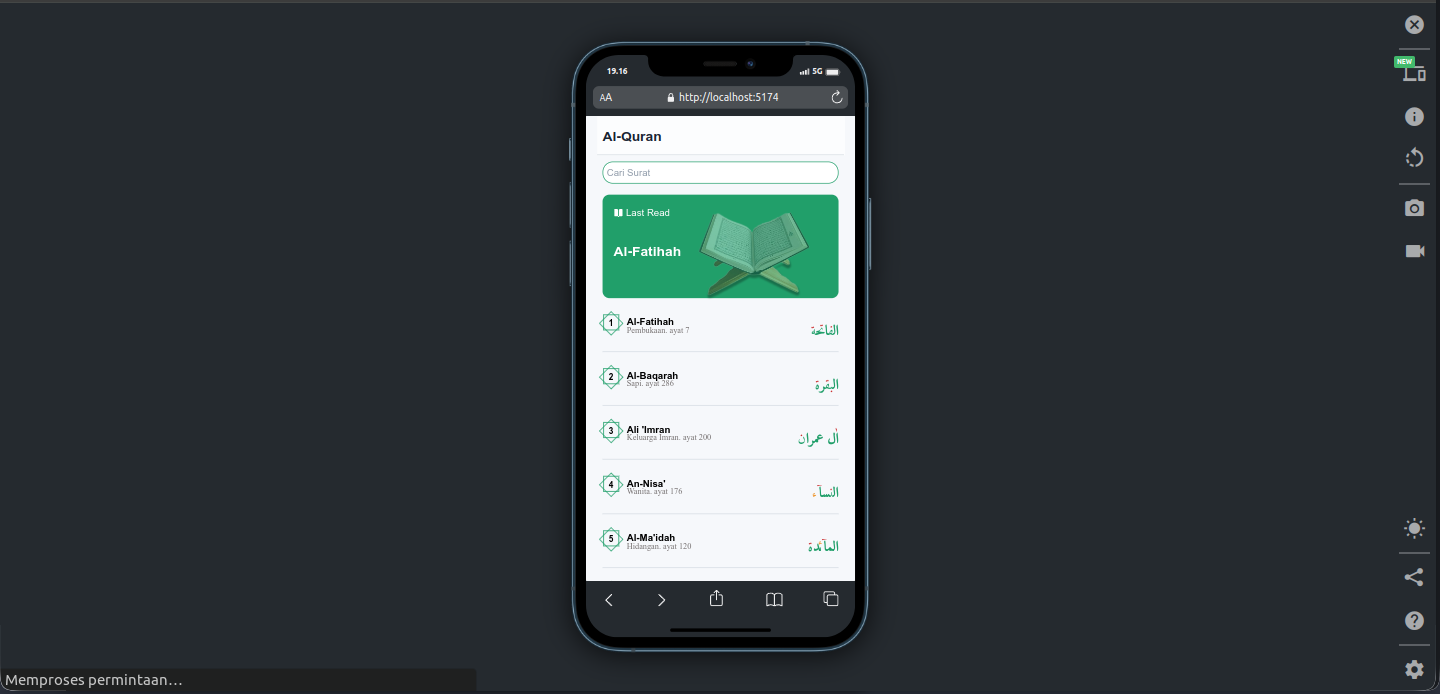 NEW
19.16
5G
AA
http://localhost:5174
Al-Quran
Cari Surat
Last Read
Al-Fatihah
1
Al-Fatihah
Pembukaan. ayat 7
الفاتحة
2
Al-Baqarah
Sapi. ayat 286
البقرة
3
Ali 'Imran
Keluarga Imran. ayat 200
اٰل عمران
4
An-Nisa'
Wanita. ayat 176
النساۤء
5
Al-Ma'idah
Hidangan. ayat 120
الماۤئدة
Memproses permintaan…